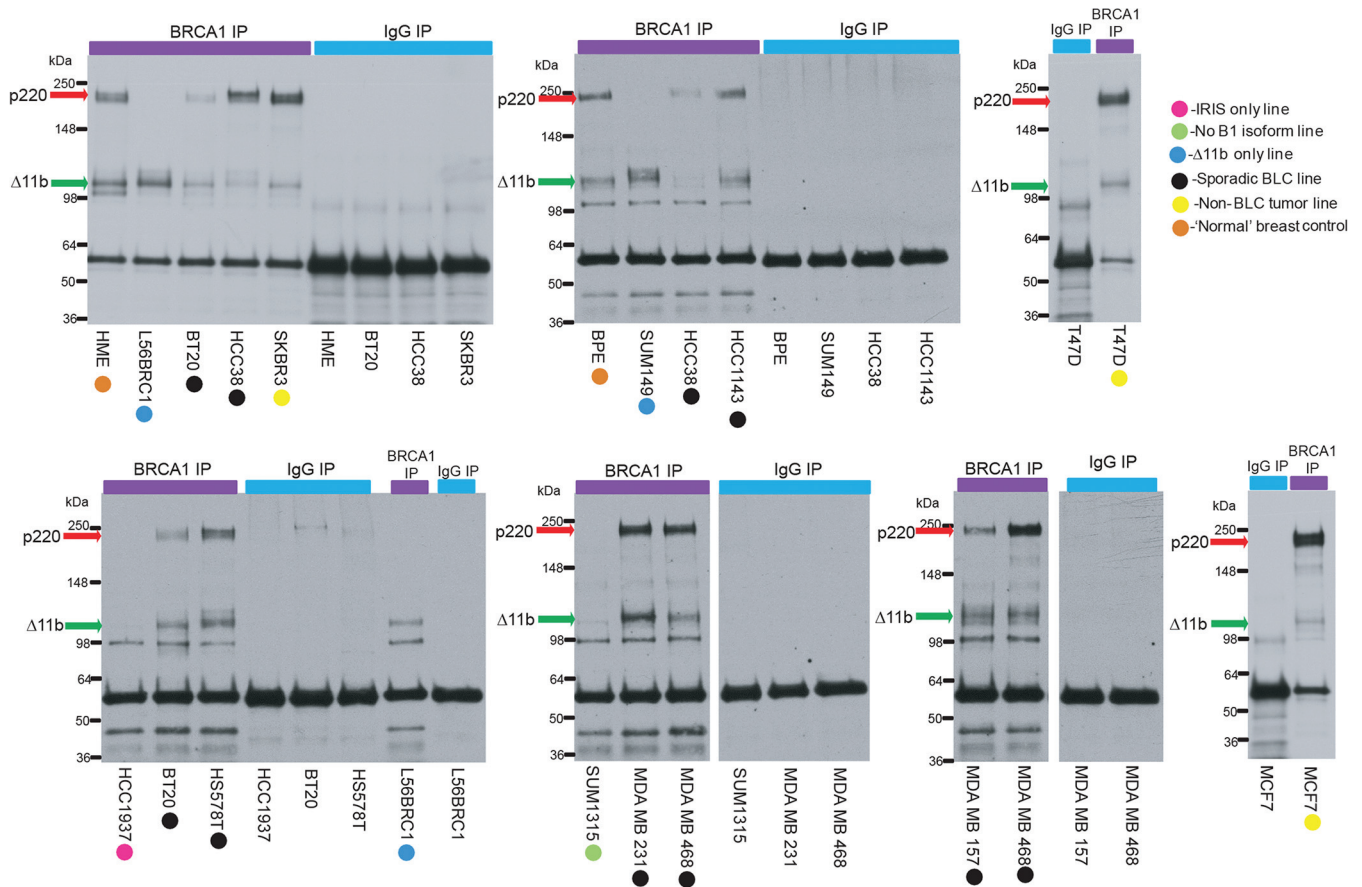 BRCA1 IP IgG IP
kDa
250
p220
148
Δ11b
98
64
50
36
HME L56BRC1 BT20 HCC38 SKBR3 HME BT20 HCC38 SKBR3
BRCA1 IP IgG IP
kDa
250
p220
148
Δ11b
98
64
50
36
BPE SUM149 HCC38 HCC1143 BPE SUM149 HCC38 HCC1143
IgG IP BRCA1 IP
kDa
250
p220
148
Δ11b
98
64
50
36
T47D T47D
-IRIS only line
-No B1 isoform line
-Δ11b only line
-Sporadic BLC line
-Non-BLC tumor line
-'Normal' breast control
BRCA1 IP IgG IP BRCA1 IP IgG IP
kDa
250
p220
148
Δ11b
98
64
50
36
HCC1937 BT20 HS578T HCC1937 BT20 HS578T L56BRC1 L56BRC1
BRCA1 IP IgG IP
kDa
250
p220
148
Δ11b
98
64
50
36
SUM1315 MDA MB 231 MDA MB 468 SUM1315 MDA MB 231 MDA MB 468
BRCA1 IP IgG IP
kDa
250
p220
148
Δ11b
98
64
50
36
MDA MB 157 MDA MB 468 MDA MB 157 MDA MB 468
IgG IP BRCA1 IP
kDa
250
p220
148
Δ11b
98
64
50
36
MCF7 MCF7